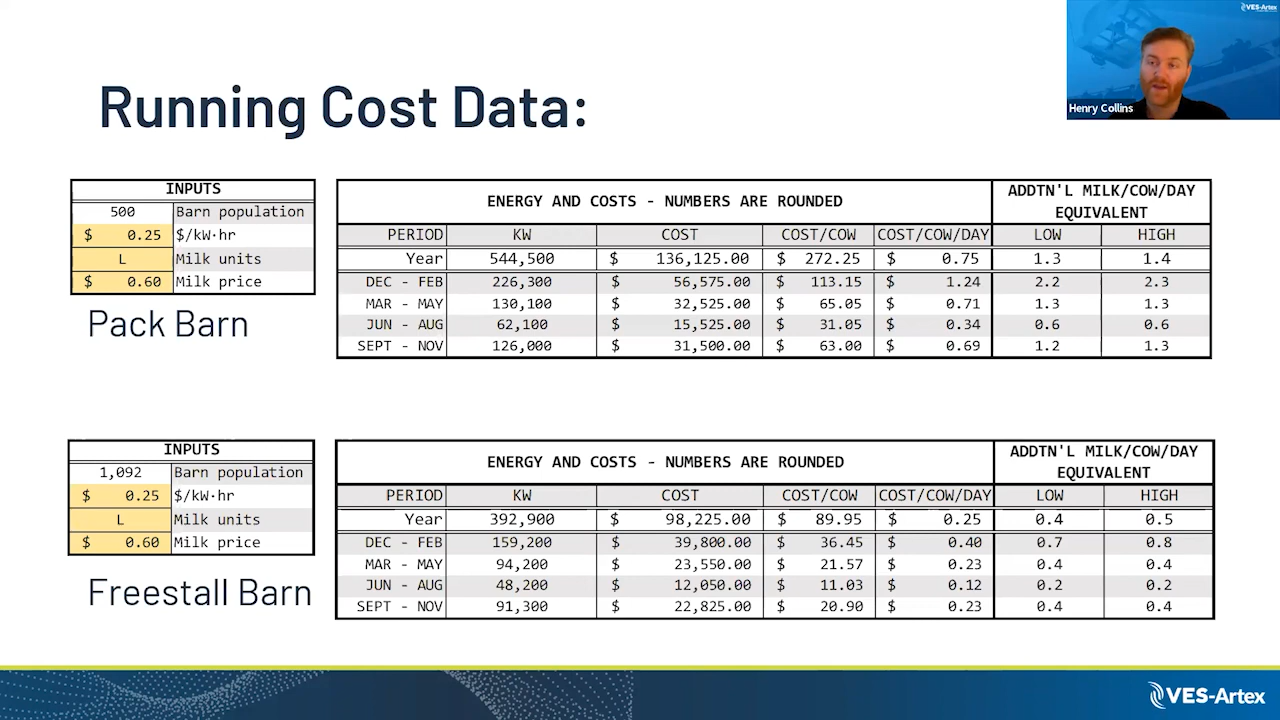 VES-Artex
Henry Collins
Running Cost Data:
INPUTS
500 Barn population
$ 0.25 $/kW·hr
L Milk units
$ 0.60 Milk price
Pack Barn
ENERGY AND COSTS - NUMBERS ARE ROUNDED
ADDTN'L MILK/COW/DAY
EQUIVALENT
PERIOD KW COST COST/COW COST/COW/DAY LOW HIGH
Year 544,500 $ 136,125.00 $ 272.25 $ 0.75 1.3 1.4
DEC - FEB 226,300 $ 56,575.00 $ 113.15 $ 1.24 2.2 2.3
MAR - MAY 130,100 $ 32,525.00 $ 65.05 $ 0.71 1.3 1.3
JUN - AUG 62,100 $ 15,525.00 $ 31.05 $ 0.34 0.6 0.6
SEPT - NOV 126,000 $ 31,500.00 $ 63.00 $ 0.69 1.2 1.3
INPUTS
1,092 Barn population
$ 0.25 $/kW·hr
L Milk units
$ 0.60 Milk price
Freestall Barn
ENERGY AND COSTS - NUMBERS ARE ROUNDED
ADDTN'L MILK/COW/DAY
EQUIVALENT
PERIOD KW COST COST/COW COST/COW/DAY LOW HIGH
Year 392,900 $ 98,225.00 $ 89.95 $ 0.25 0.4 0.5
DEC - FEB 159,200 $ 39,800.00 $ 36.45 $ 0.40 0.7 0.8
MAR - MAY 94,200 $ 23,550.00 $ 21.57 $ 0.23 0.4 0.4
JUN - AUG 48,200 $ 12,050.00 $ 11.03 $ 0.12 0.2 0.2
SEPT - NOV 91,300 $ 22,825.00 $ 20.90 $ 0.23 0.4 0.4
VES-Artex